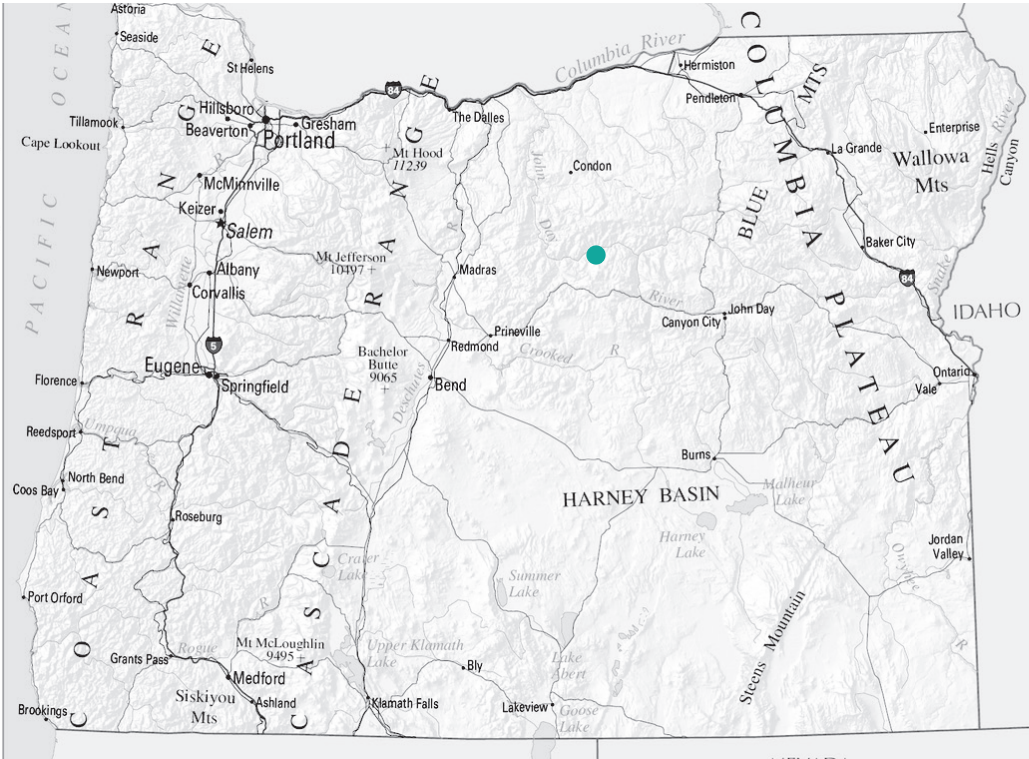 Astoria
Seaside
St Helens
PACIFIC OCEAN
Columbia River
Hermiston
Pendleton
COLUMBIA PLATEAU
BLUE MTS
Enterprise
Hells Canyon
River
La Grande
Wallowa
Mts
84
The Dalles
Hillsboro
Beaverton
Portland
Gresham
Tillamook
Cape Lookout
Mt Hood
11239
Condon
John Day
River
R
McMinnville
Keizer
Salem
COAST RANGE
CASCADE RANGE
Mt Jefferson
10497
Madras
R
Baker City
84
Snake
IDAHO
Newport
Albany
Corvallis
Willamette
5
John Day
Canyon City
Prineville
Redmond
Crooked R
Bachelor
Butte
9065
Eugene
Springfield
Bend
Deschutes
Ontario
Vale
Florence
Reedsport
Umpqua
R
North Bend
Coos Bay
Burns
HARNEY BASIN
Malheur
Lake
Harney
Lake
Roseburg
Crater
Lake
Summer
Lake
Jordan
Valley
Owyhee
R
Port Orford
R
Rogue
Mt McLoughlin
9495
Upper Klamath
Lake
Bly
Lake
Abert
Steens Mountain
Grants Pass
Medford
Siskiyou
Mts
Ashland
Klamath Falls
Lakeview
Goose
Lake
Brookings